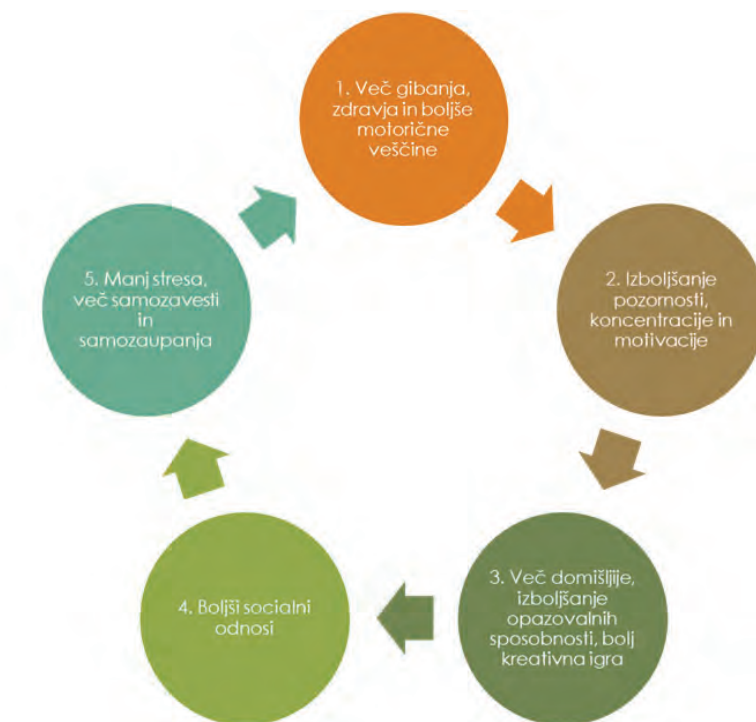 1. Več gibanja,
zdravja in boljše
motorične
veščine
2. Izboljšanje
pozornosti,
koncentracije in
motivacije
3. Več domišljije,
izboljšanje
opazovalnih
sposobnosti, bolj
kreativna igra
4. Boljši socialni
odnosi
5. Manj stresa,
več samozavesti
in
samozaupanja